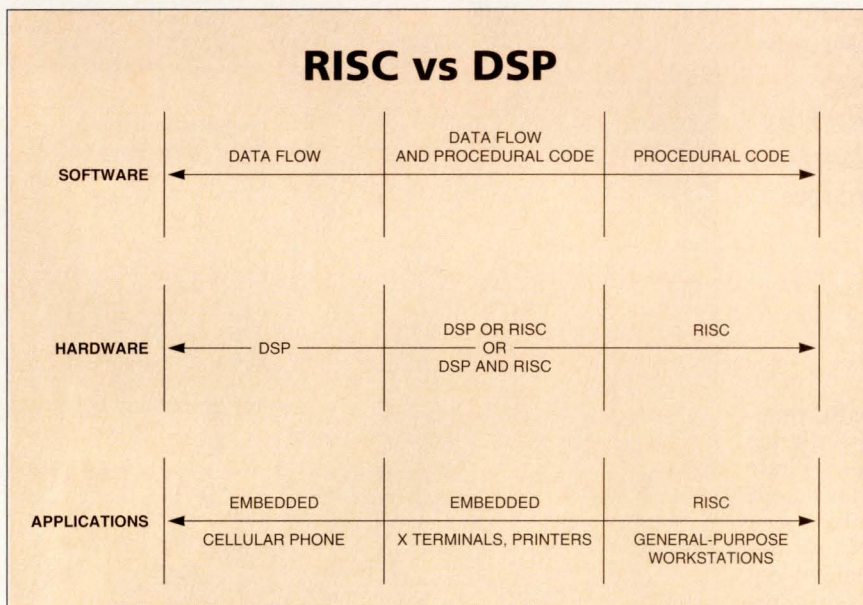 RISC vs DSP
SOFTWARE
DATA FLOW
DATA FLOW
AND PROCEDURAL CODE
PROCEDURAL CODE
HARDWARE
DSP
DSP OR RISC
OR
DSP AND RISC
RISC
APPLICATIONS
EMBEDDED
CELLULAR PHONE
EMBEDDED
X TERMINALS, PRINTERS
RISC
GENERAL-PURPOSE
WORKSTATIONS